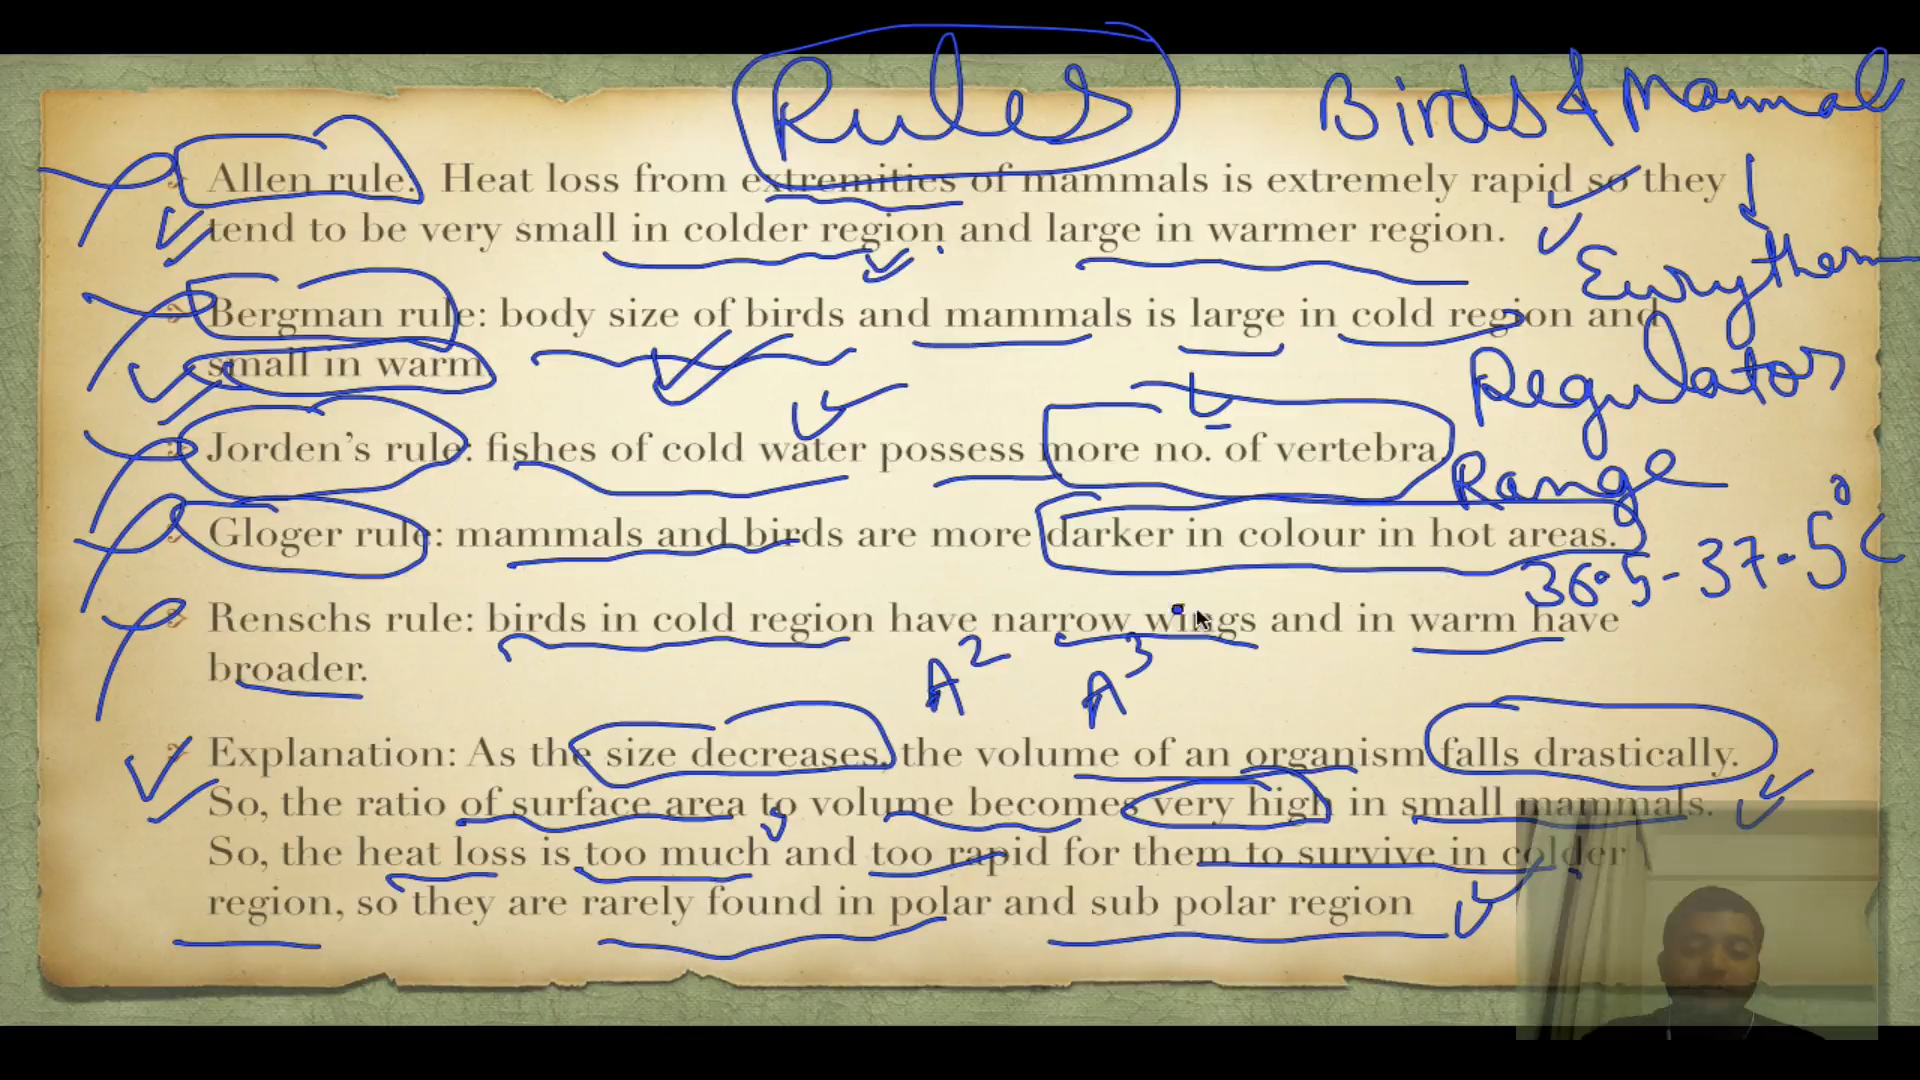 Rules
Birds & Mammal
Allen rule. Heat loss from extremities of mammals is extremely rapid so they
tend to be very small in colder region and large in warmer region.
Eurytherm
Bergman rule: body size of birds and mammals is large in cold region and
small in warm
Regulators
Jorden's rule: fishes of cold water possess more no. of vertebra.
Range
Gloger rule: mammals and birds are more darker in colour in hot areas.
36.5-37.5°C
Renschs rule: birds in cold region have narrow wings and in warm have
broader.
A² A³
Explanation: As the size decreases, the volume of an organism falls drastically.
So, the ratio of surface area to volume becomes very high in small mammals.
So, the heat loss is too much and too rapid for them to survive in colder
region, so they are rarely found in polar and sub polar region